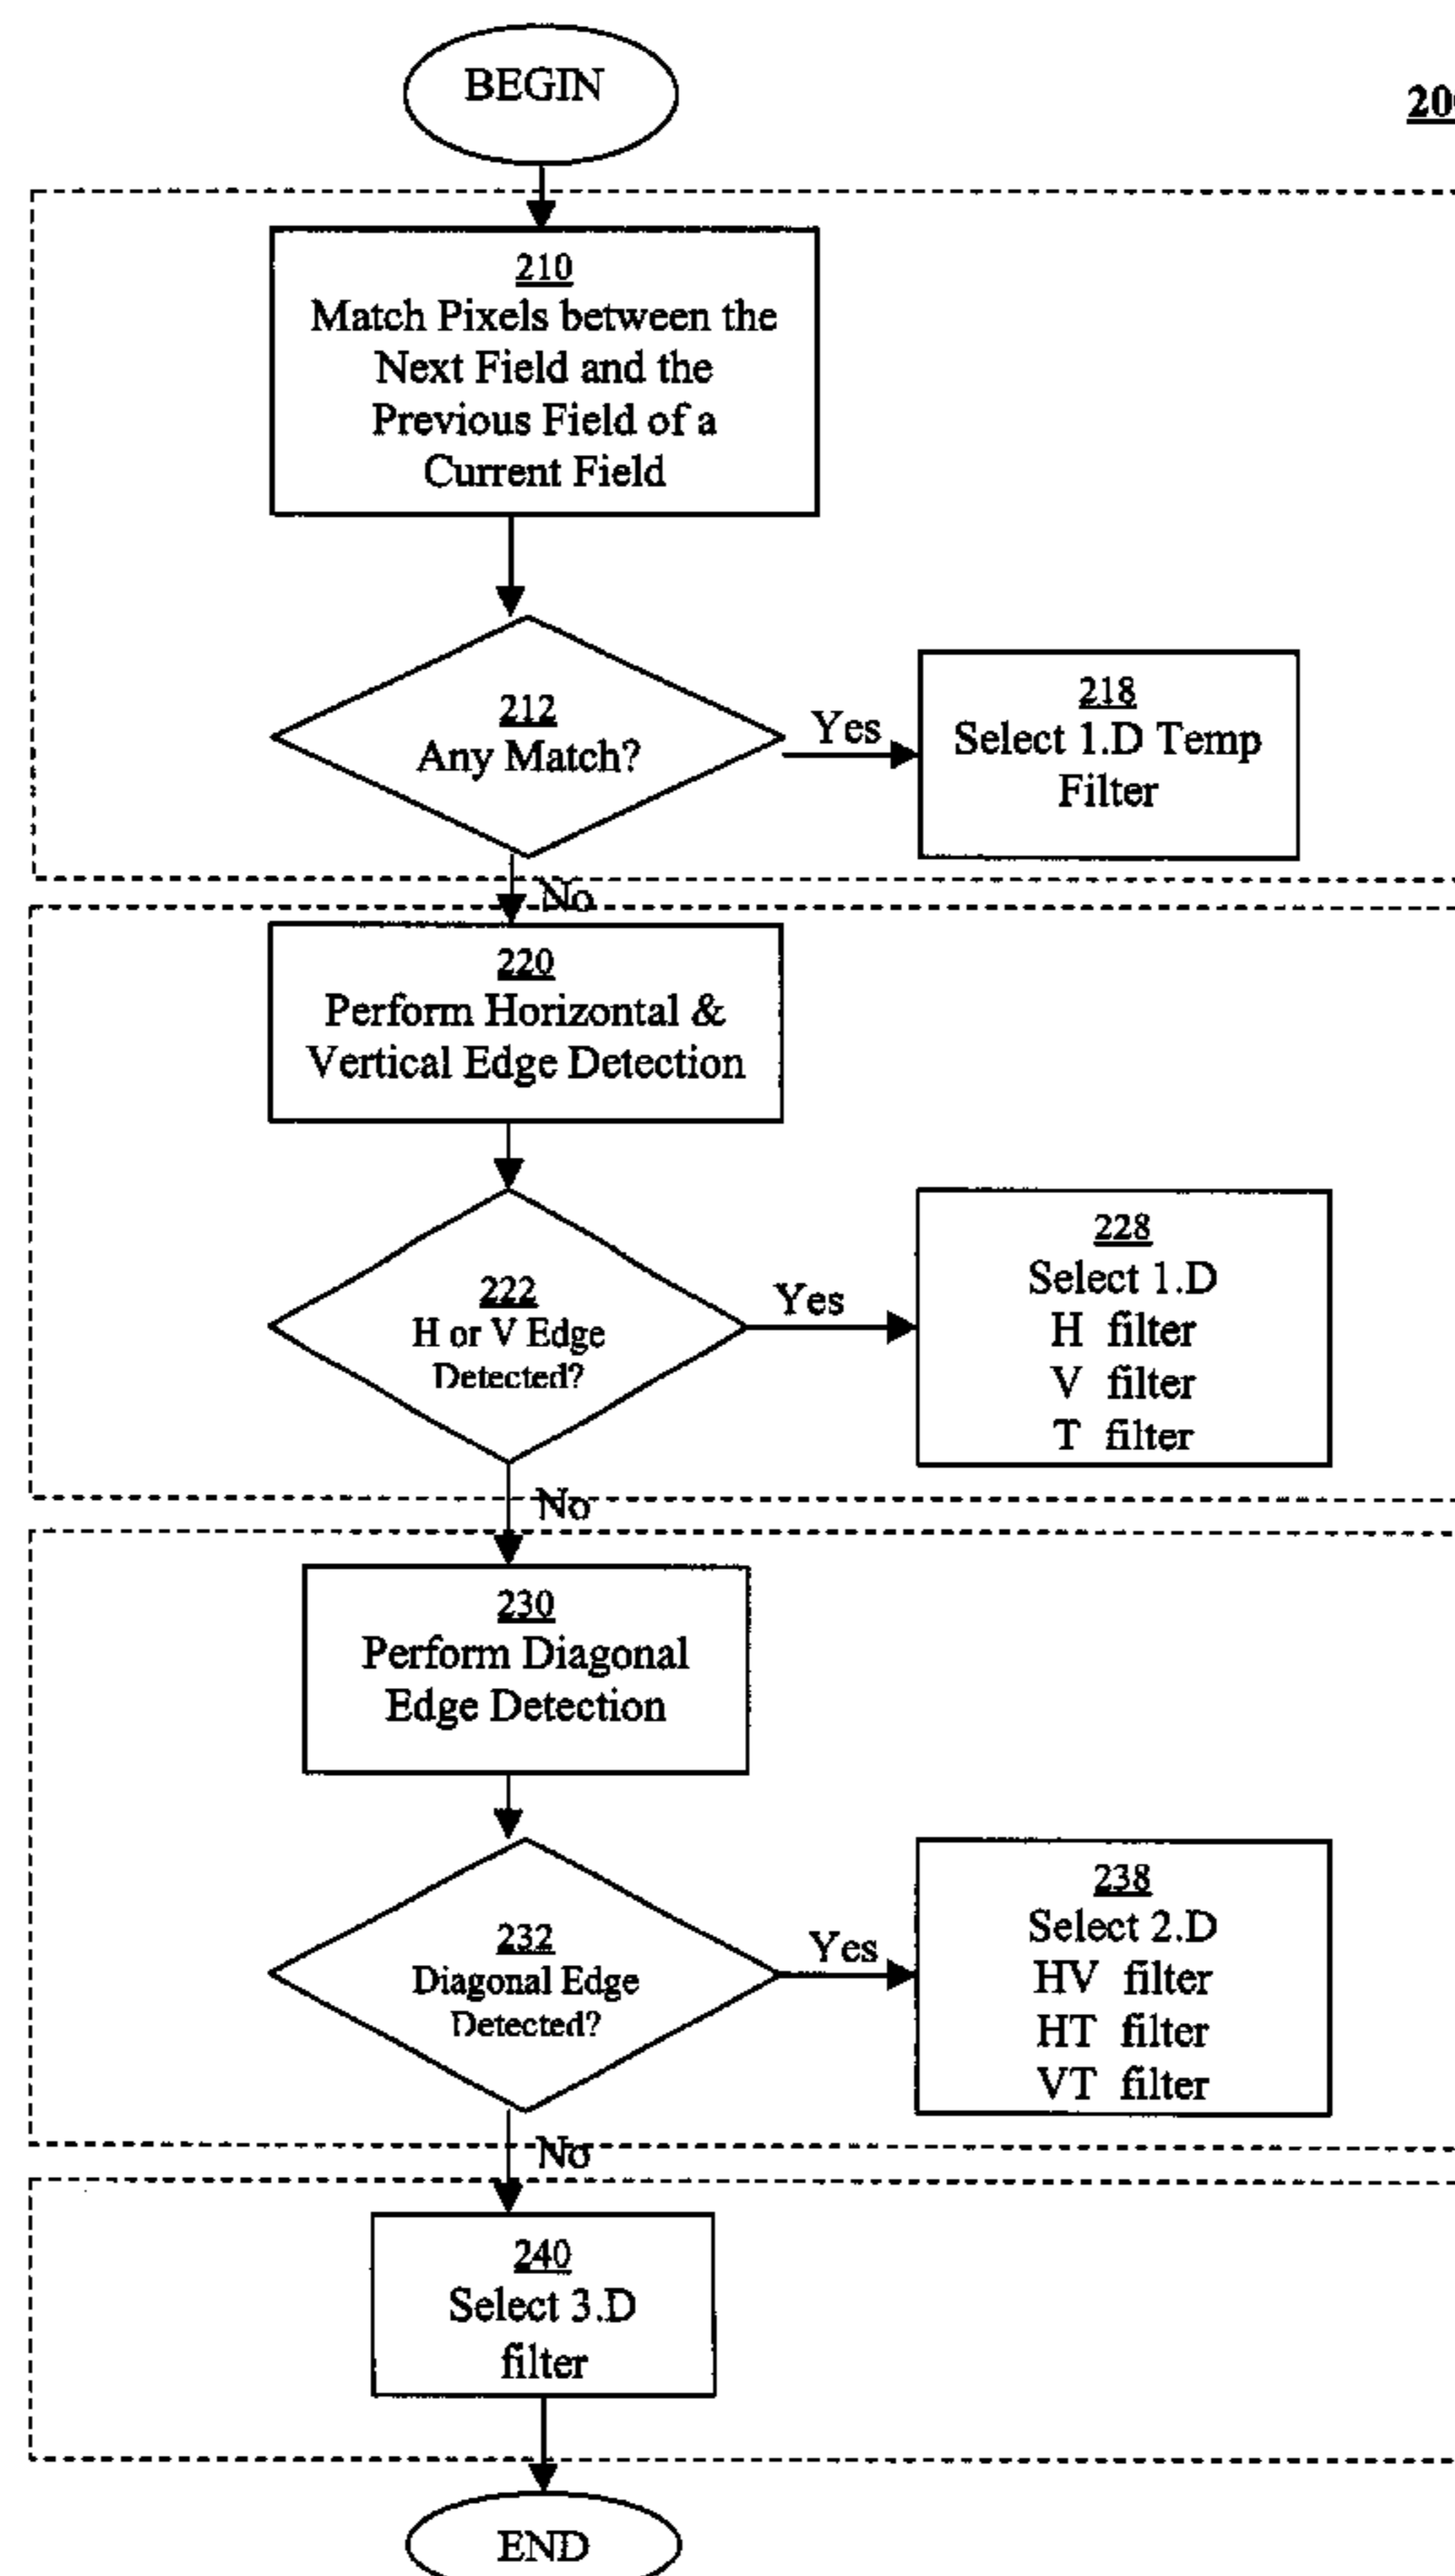 BEGIN
210
Match Pixels between the
Next Field and the
Previous Field of a
Current Field
212
Any Match?
Yes
218
Select 1.D Temp
Filter
No
220
Perform Horizontal &
Vertical Edge Detection
222
H or V Edge
Detected?
Yes
228
Select 1.D
H filter
V filter
T filter
No
230
Perform Diagonal
Edge Detection
232
Diagonal Edge
Detected?
Yes
238
Select 2.D
HV filter
HT filter
VT filter
No
240
Select 3.D
filter
END